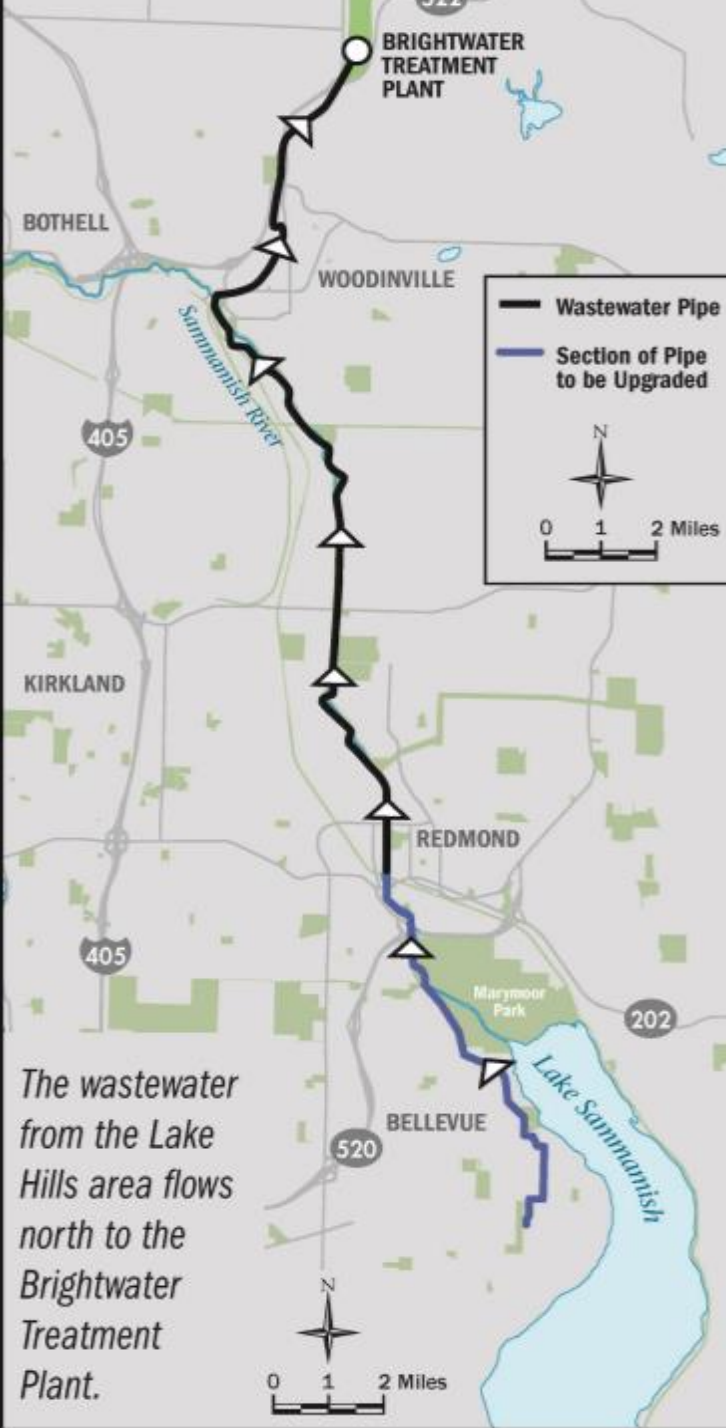 522
BRIGHTWATER
TREATMENT
PLANT
BOTHELL
WOODINVILLE
Wastewater Pipe
Section of Pipe
to be Upgraded
N
0 1 2 Miles
Sammamish River
405
KIRKLAND
REDMOND
405
Marymoor
Park
202
Lake Sammamish
BELLEVUE
520
The wastewater
from the Lake
Hills area flows
north to the
Brightwater
Treatment
Plant.
N
0 1 2 Miles